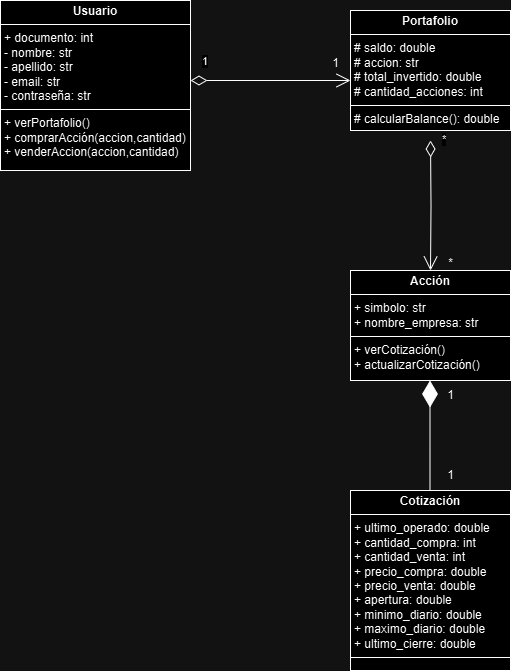 Usuario
+ documento: int
- nombre: str
- apellido: str
- email: str
- contraseña: str
+ verPortafolio()
+ comprarAcción(accion,cantidad)
+ venderAccion(accion,cantidad)
1
1
Portafolio
# saldo: double
# accion: str
# total_invertido: double
# cantidad_acciones: int
# calcularBalance(): double
*
*
Acción
+ simbolo: str
+ nombre_empresa: str
+ verCotización()
+ actualizarCotización()
1
1
Cotización
+ ultimo_operado: double
+ cantidad_compra: int
+ cantidad_venta: int
+ precio_compra: double
+ precio_venta: double
+ apertura: double
+ minimo_diario: double
+ maximo_diario: double
+ ultimo_cierre: double